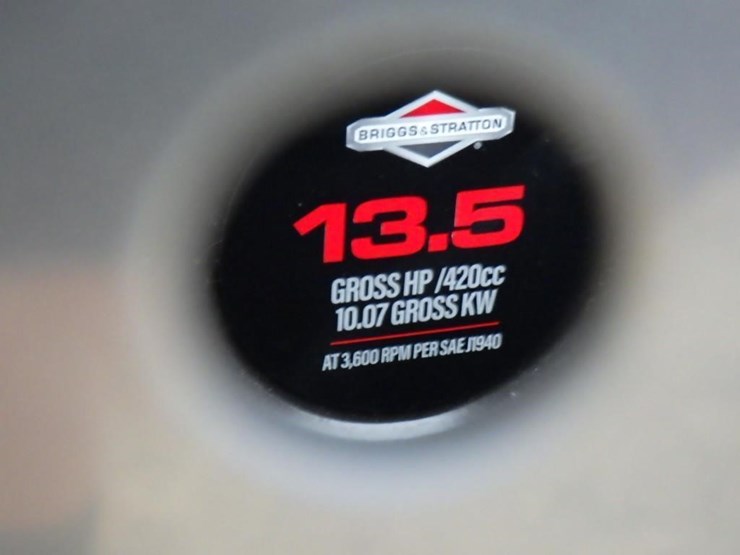 BRIGGS&STRATTON
13.5
GROSS HP /420cc
10.07 GROSS KW
AT 3,600 RPM PER SAE J1940